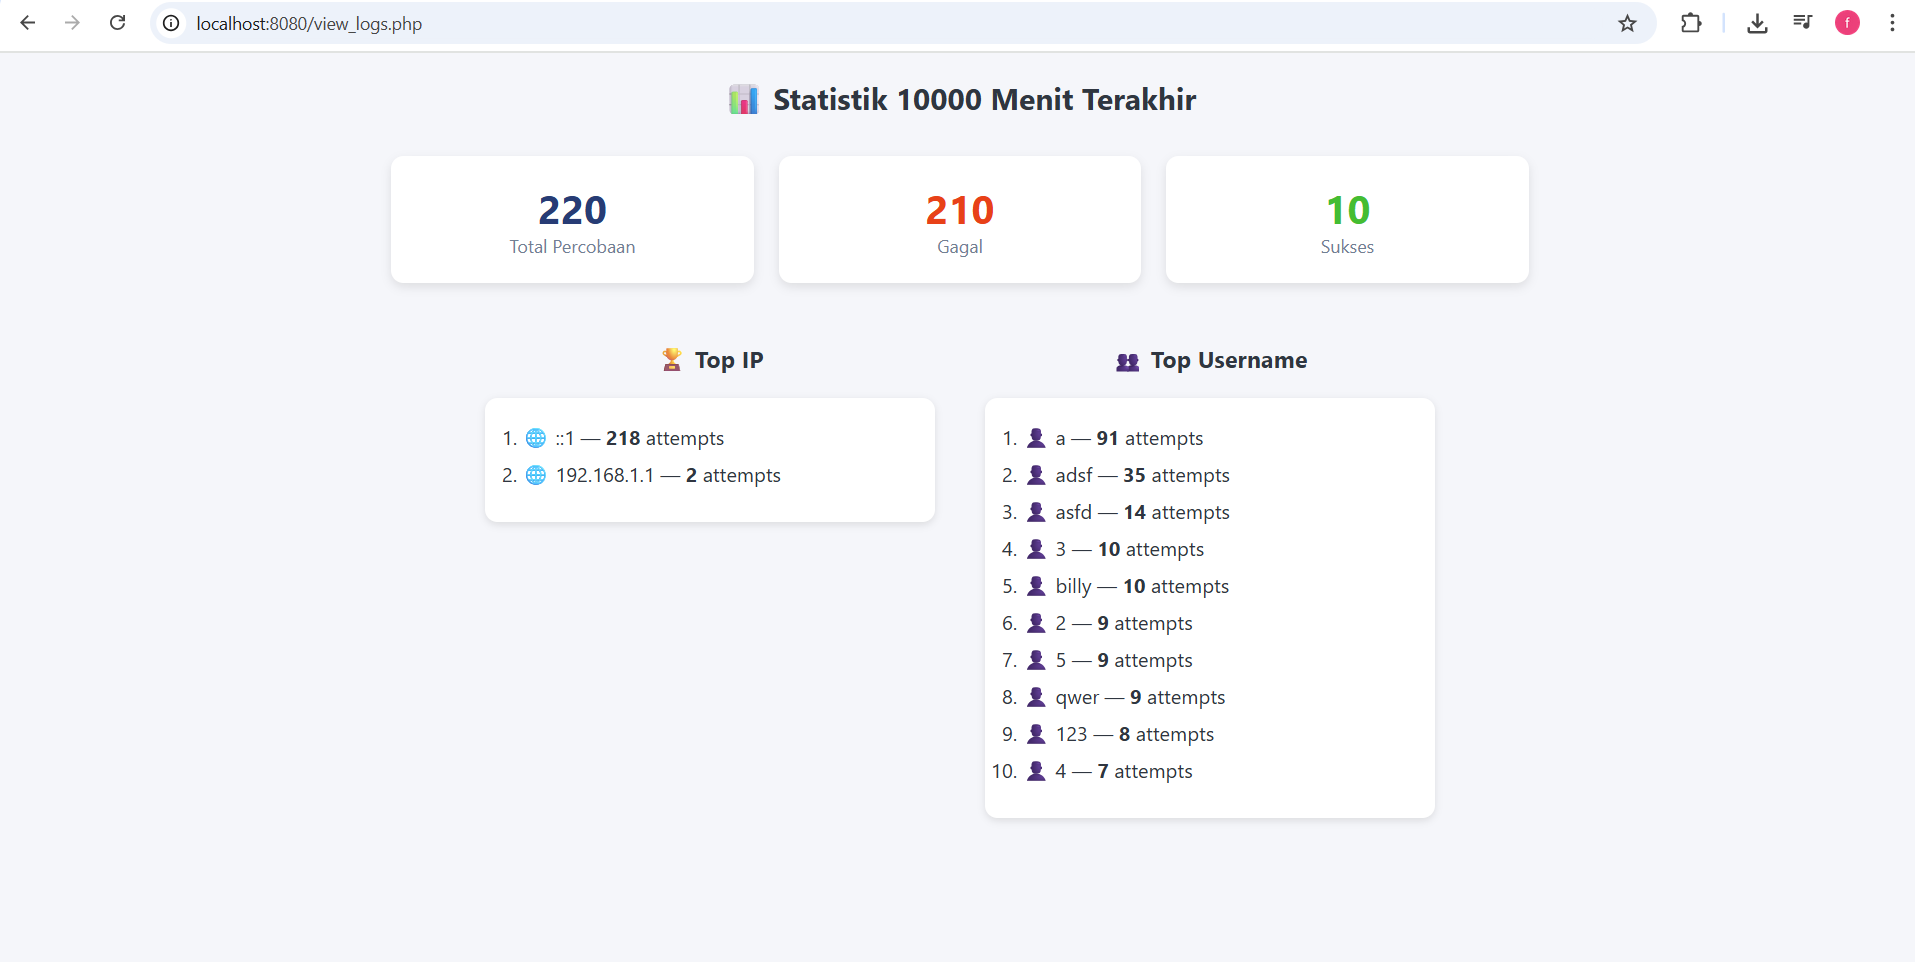 localhost:8080/view_logs.php
f
Statistik 10000 Menit Terakhir
220
Total Percobaan
210
Gagal
10
Sukses
Top IP
1. ::1 — 218 attempts
2. 192.168.1.1 — 2 attempts
Top Username
1. a — 91 attempts
2. adsf — 35 attempts
3. asfd — 14 attempts
4. 3 — 10 attempts
5. billy — 10 attempts
6. 2 — 9 attempts
7. 5 — 9 attempts
8. qwer — 9 attempts
9. 123 — 8 attempts
10. 4 — 7 attempts